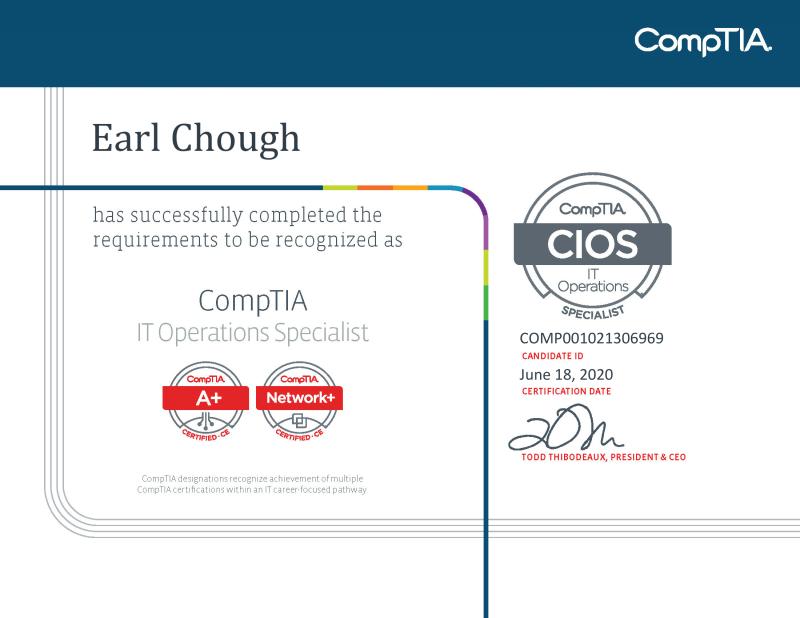 CompTIA.
Earl Chough
has successfully completed the
requirements to be recognized as
CompTIA
IT Operations Specialist
CompTIA.
A+
CERTIFIED•CE
CompTIA.
Network+
CERTIFIED•CE
CompTIA designations recognize achievement of multiple
CompTIA certifications within an IT career-focused pathway
CompTIA.
CIOS
IT
Operations
SPECIALIST
COMP001021306969
CANDIDATE ID
June 18, 2020
CERTIFICATION DATE
TODD THIBODEAUX, PRESIDENT & CEO